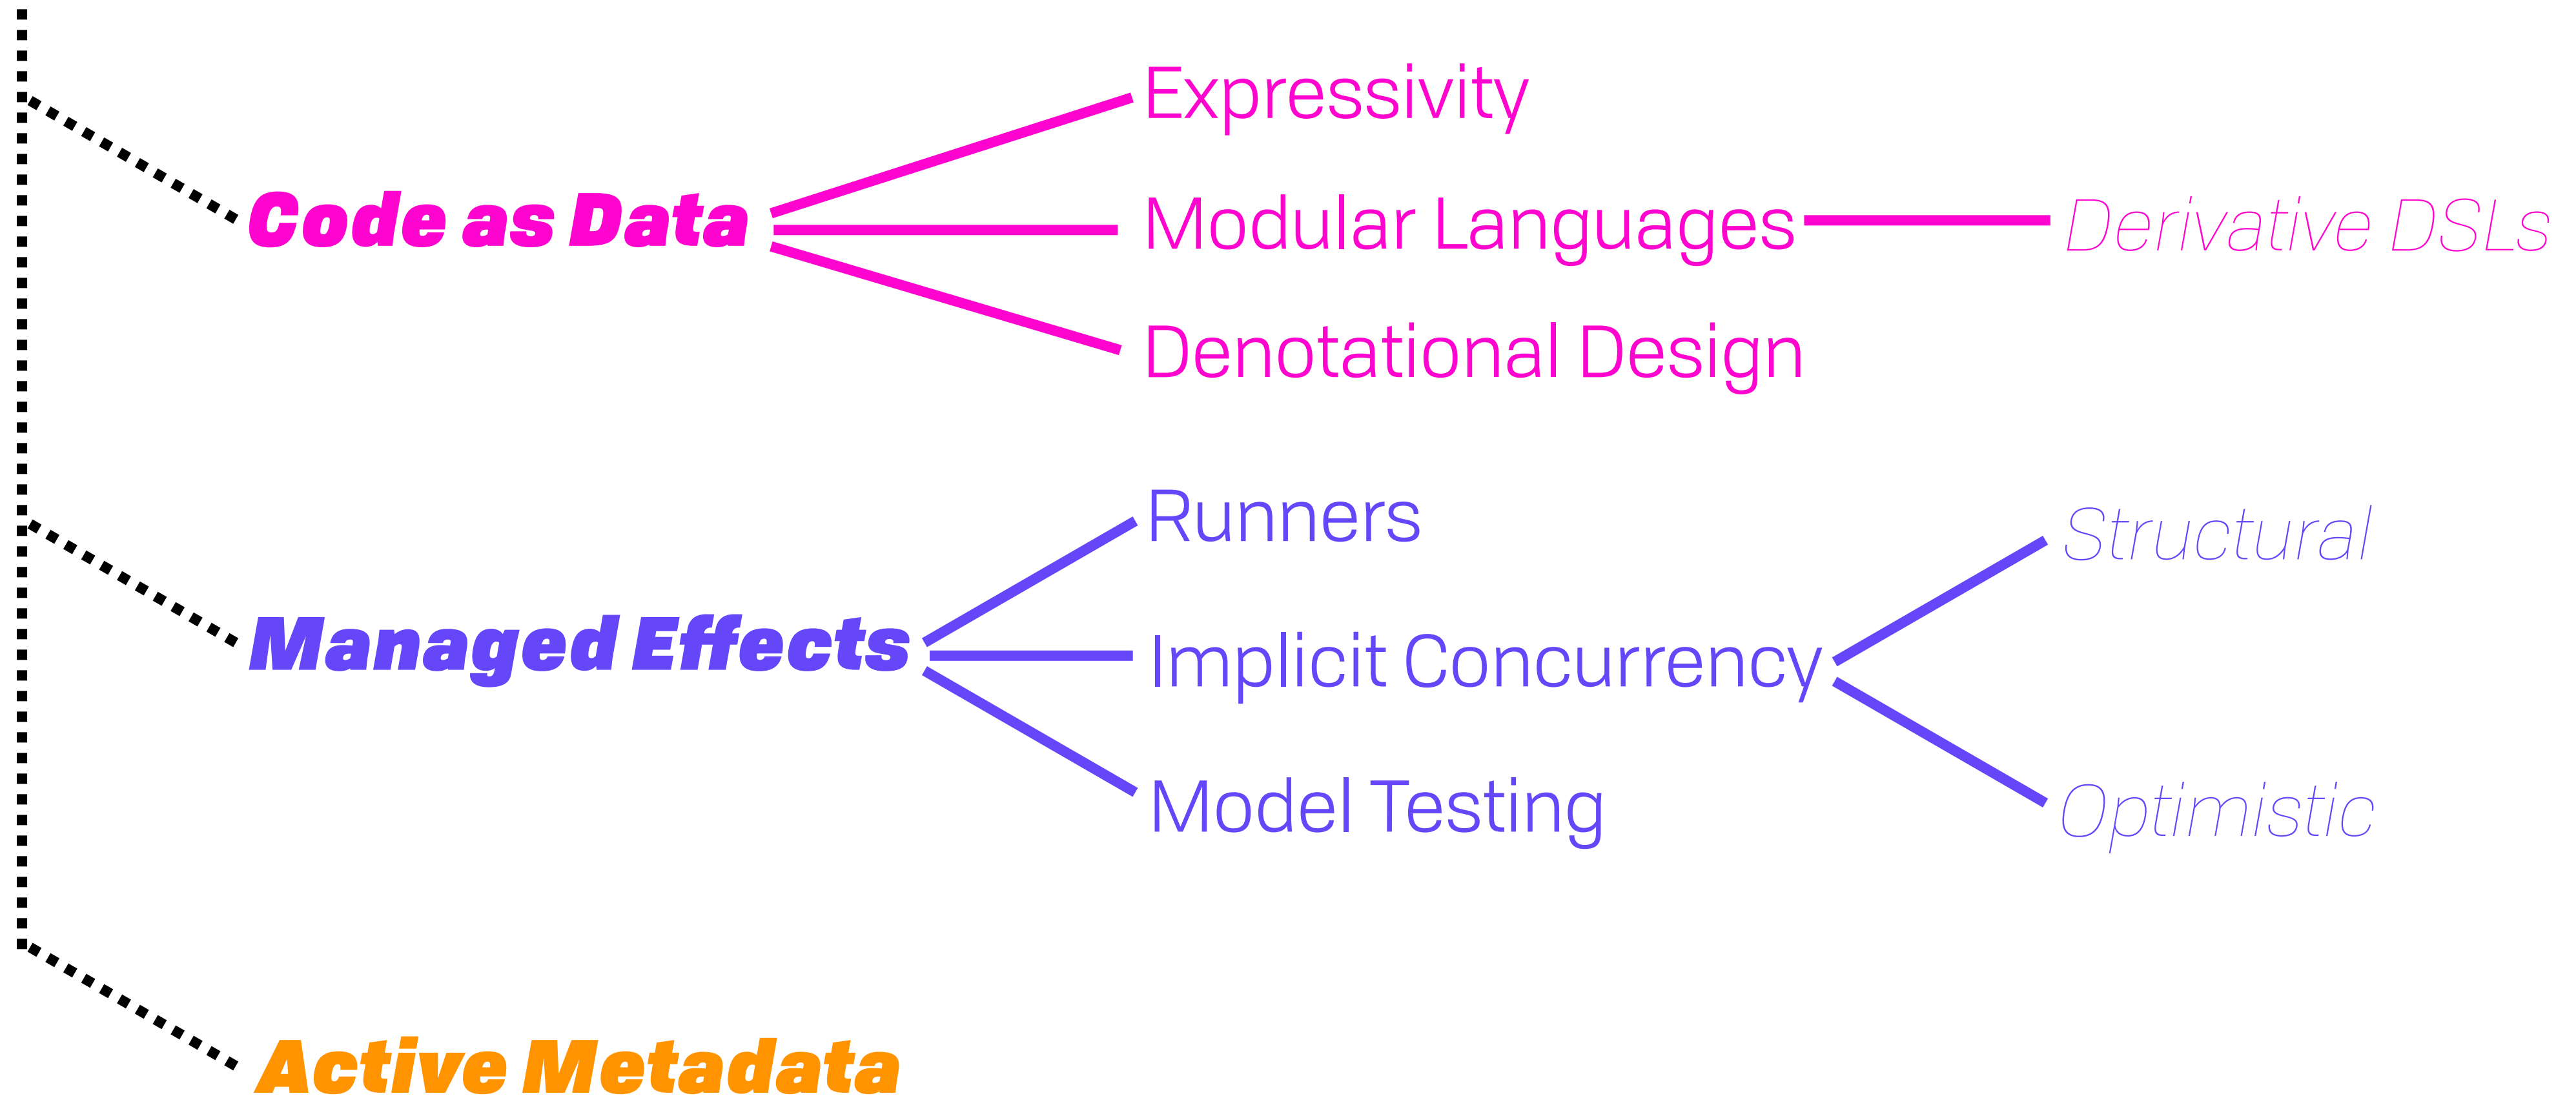 Code as Data
Expressivity
Modular Languages
Derivative DSLs
Denotational Design
Managed Effects
Runners
Implicit Concurrency
Structural
Optimistic
Model Testing
Active Metadata